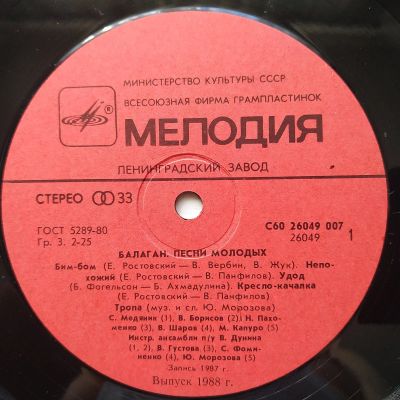 МИНИСТЕРСТВО КУЛЬТУРЫ СССР
ВСЕСОЮЗНАЯ ФИРМА ГРАМПЛАСТИНОК
МЕЛОДИЯ
ЛЕНИНГРАДСКИЙ ЗАВОД
СТЕРЕО 33
ГОСТ 5289-80
Гр. 3. 2-25
С60 26049 007
26049 1
БАЛАГАН. ПЕСНИ МОЛОДЫХ
Бим-бом (Е. Ростовский — В. Вербин, В. Жук). Непо-
хожий (Е. Ростовский — В. Панфилов). Удод
(Б. Фогельсон — Б. Ахмадулина). Кресло-качалка
(Е. Ростовский — В. Панфилов)
Тропа (муз. и сл. Ю. Морозова)
С. Медяник (1), В. Борисов (2) Н. Пахо-
менко (3), В. Шаров (4), М. Капуро (5)
Инстр. ансамбли п/у В. Дунина
(1, 2), В. Густова (3), С. Фоми-
ненко (4), Ю. Морозова (5)
Запись 1987 г.
Выпуск 1988 г.